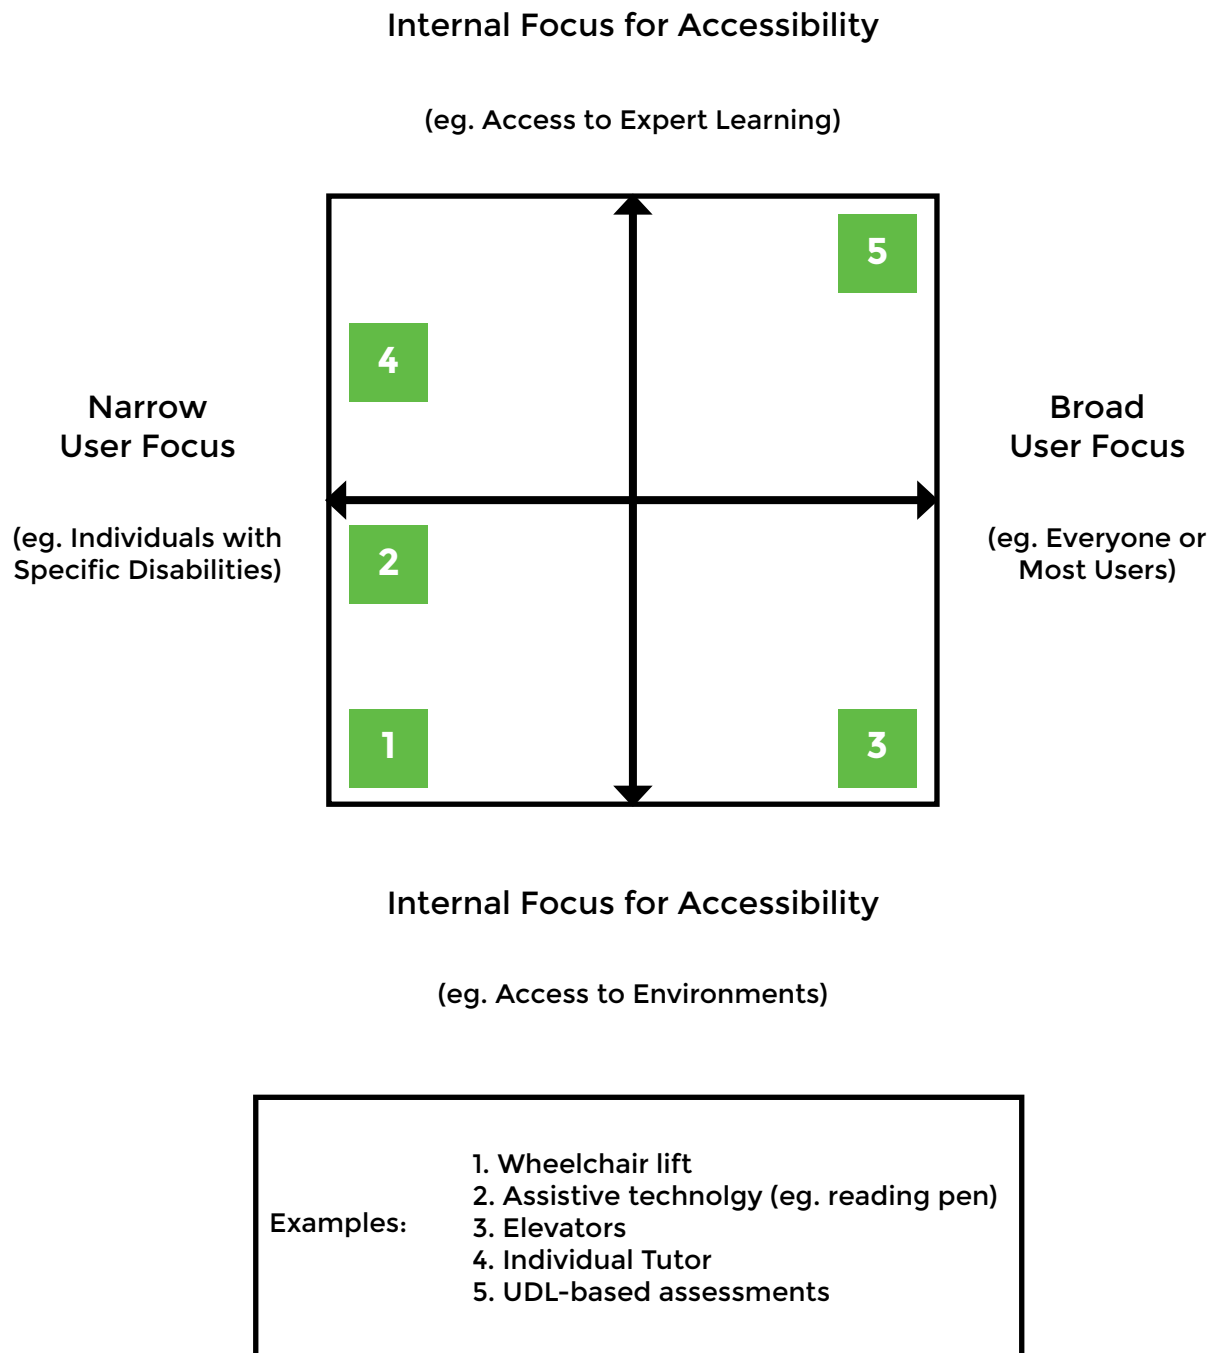 Internal Focus for Accessibility
(eg. Access to Expert Learning)
5
4
Narrow
User Focus
(eg. Individuals with
Specific Disabilities)
Broad
User Focus
(eg. Everyone or
Most Users)
2
1
3
Internal Focus for Accessibility
(eg. Access to Environments)
Examples:
1. Wheelchair lift
2. Assistive technolgy (eg. reading pen)
3. Elevators
4. Individual Tutor
5. UDL-based assessments